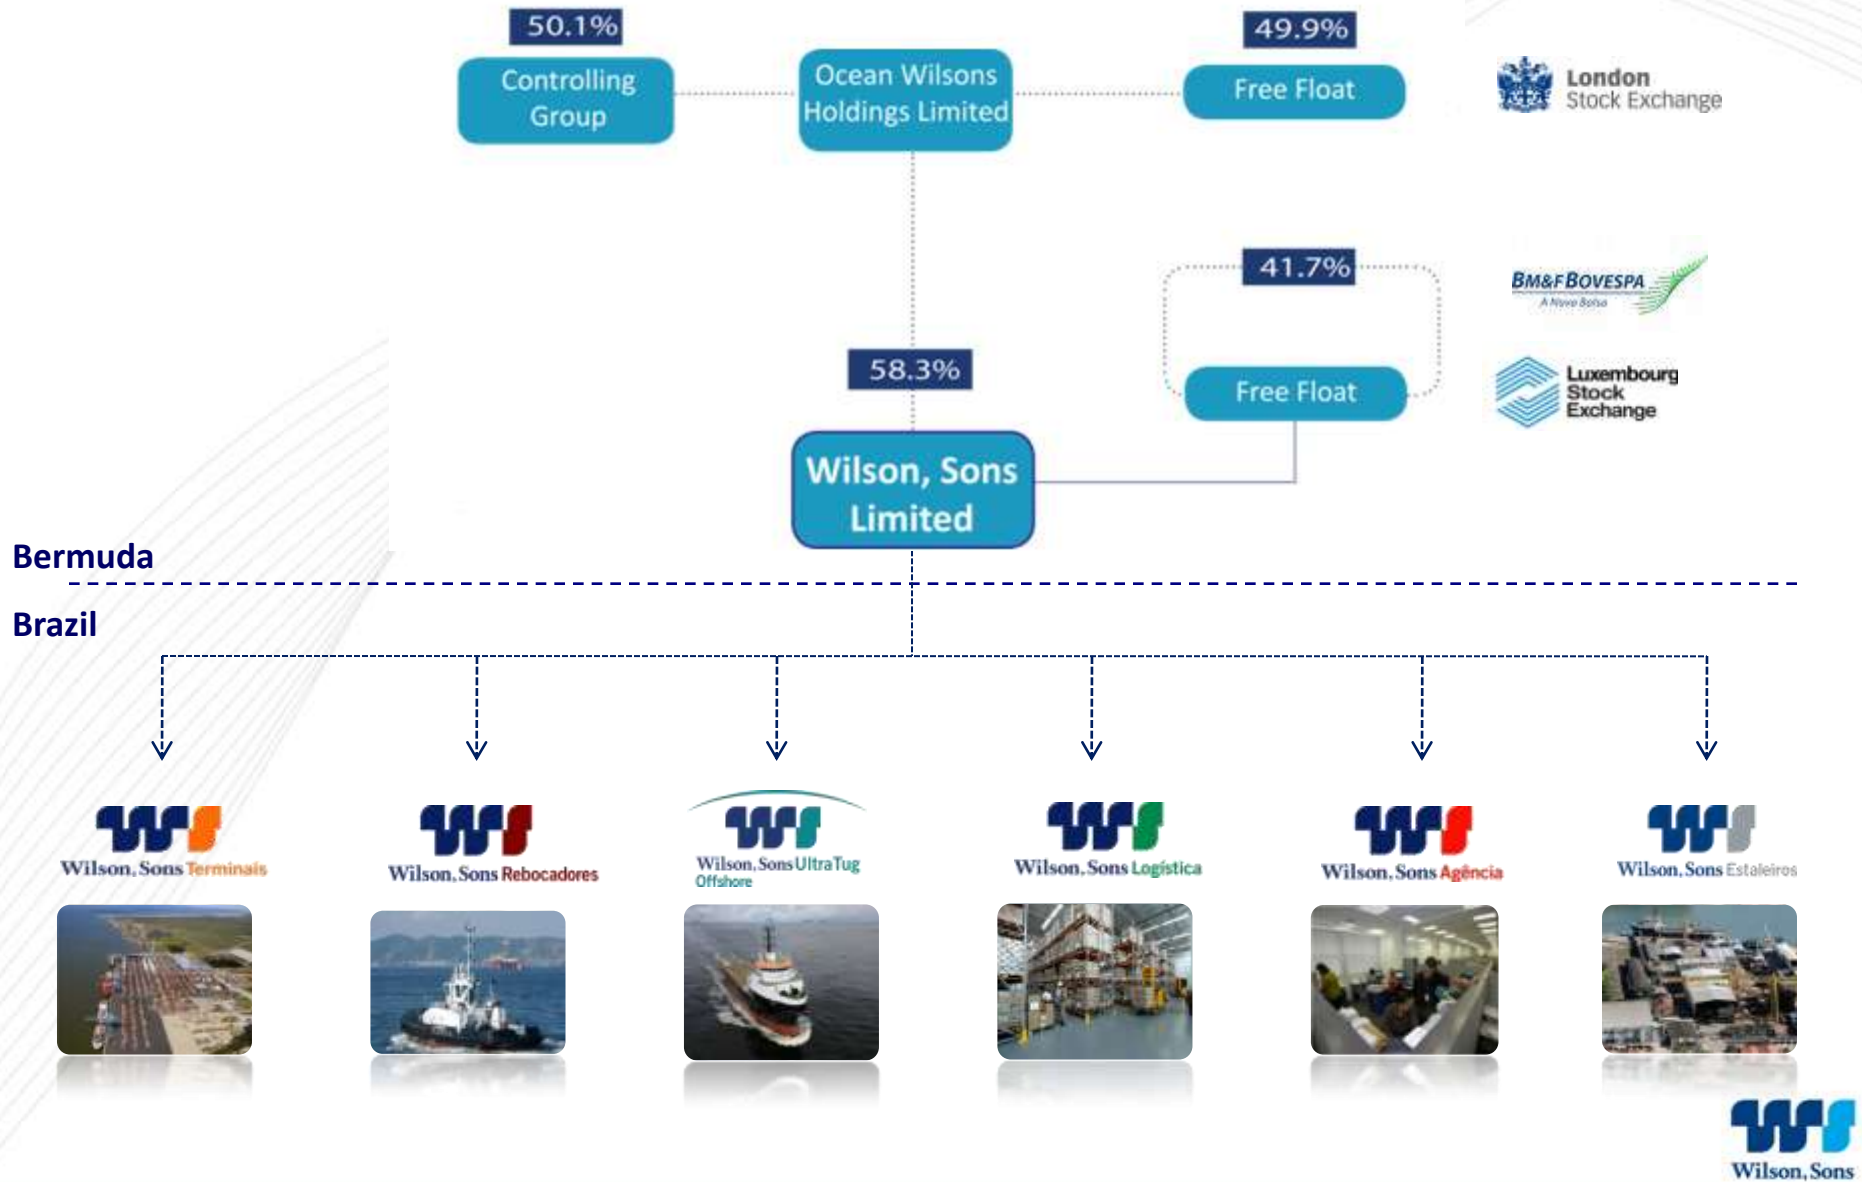 50.1%
49.9%
Controlling
Group
Ocean Wilsons
Holdings Limited
Free Float
London
Stock Exchange
41.7%
BM&FBOVESPA
A Nova Bolsa
58.3%
Free Float
Luxembourg
Stock
Exchange
Wilson, Sons
Limited
Bermuda
Brazil
Wilson, Sons Terminais
Wilson, Sons Rebocadores
Wilson, Sons UltraTug
Offshore
Wilson, Sons Logística
Wilson, Sons Agência
Wilson, Sons Estaleiros
Wilson, Sons